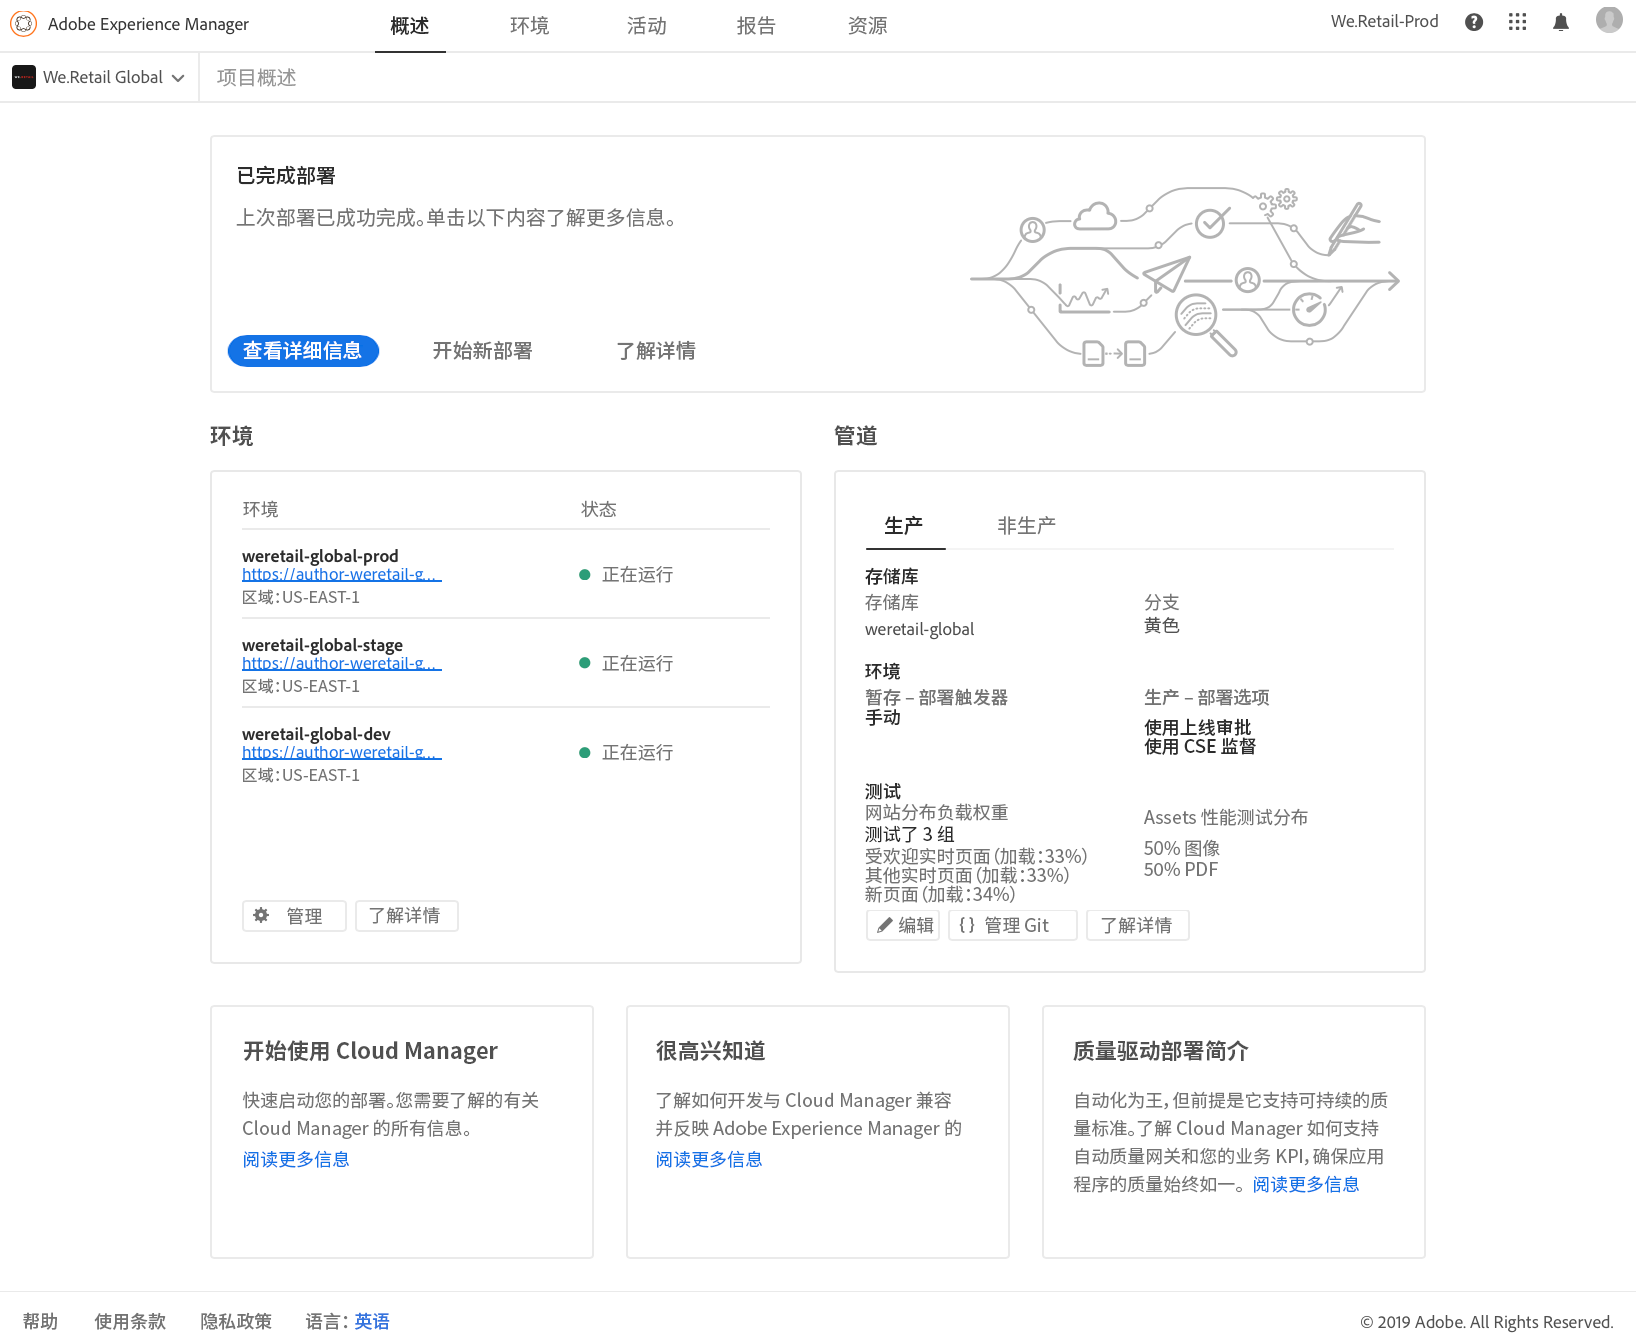 Adobe Experience Manager
概述
环境
活动
报告
资源
We.Retail-Prod
We.Retail Global
项目概述
已完成部署
上次部署已成功完成。单击以下内容了解更多信息。
查看详细信息
开始新部署
了解详情
环境
环境
状态
weretail-global-prod
https://author-weretail-g...
区域：US-EAST-1
正在运行
weretail-global-stage
https://author-weretail-g...
区域：US-EAST-1
正在运行
weretail-global-dev
https://author-weretail-g...
区域：US-EAST-1
正在运行
管理
了解详情
管道
生产
非生产
存储库
存储库
weretail-global
分支
黄色
环境
暂存 – 部署触发器
手动
生产 – 部署选项
使用上线审批
使用 CSE 监督
测试
网站分布负载权重
测试了 3 组
受欢迎实时页面（加载：33%）
其他实时页面（加载：33%）
新页面（加载：34%）
Assets 性能测试分布
50% 图像
50% PDF
编辑
{ } 管理 Git
了解详情
开始使用 Cloud Manager
快速启动您的部署。您需要了解的有关
Cloud Manager 的所有信息。
阅读更多信息
很高兴知道
了解如何开发与 Cloud Manager 兼容
并反映 Adobe Experience Manager 的
阅读更多信息
质量驱动部署简介
自动化为王，但前提是它支持可持续的质
量标准。了解 Cloud Manager 如何支持
自动质量网关和您的业务 KPI，确保应用
程序的质量始终如一。阅读更多信息
帮助
使用条款
隐私政策
语言：英语
© 2019 Adobe. All Rights Reserved.